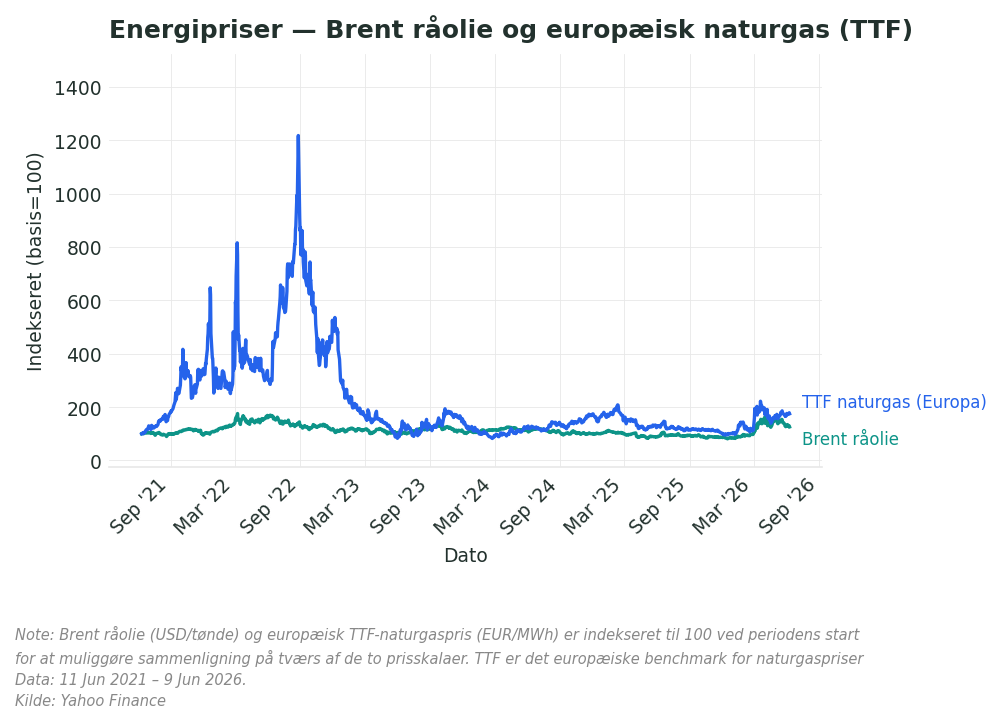 Energipriser — Brent råolie og europæisk naturgas (TTF)
Indekseret (basis=100)
1400
1200
1000
800
600
400
200
0
TTF naturgas (Europa)
Brent råolie
Sep '21
Mar '22
Sep '22
Mar '23
Sep '23
Mar '24
Sep '24
Mar '25
Sep '25
Mar '26
Sep '26
Dato
Note: Brent råolie (USD/tønde) og europæisk TTF-naturgaspris (EUR/MWh) er indekseret til 100 ved periodens start
for at muliggøre sammenligning på tværs af de to prisskalaer. TTF er det europæiske benchmark for naturgaspriser
Data: 11 Jun 2021 – 9 Jun 2026.
Kilde: Yahoo Finance